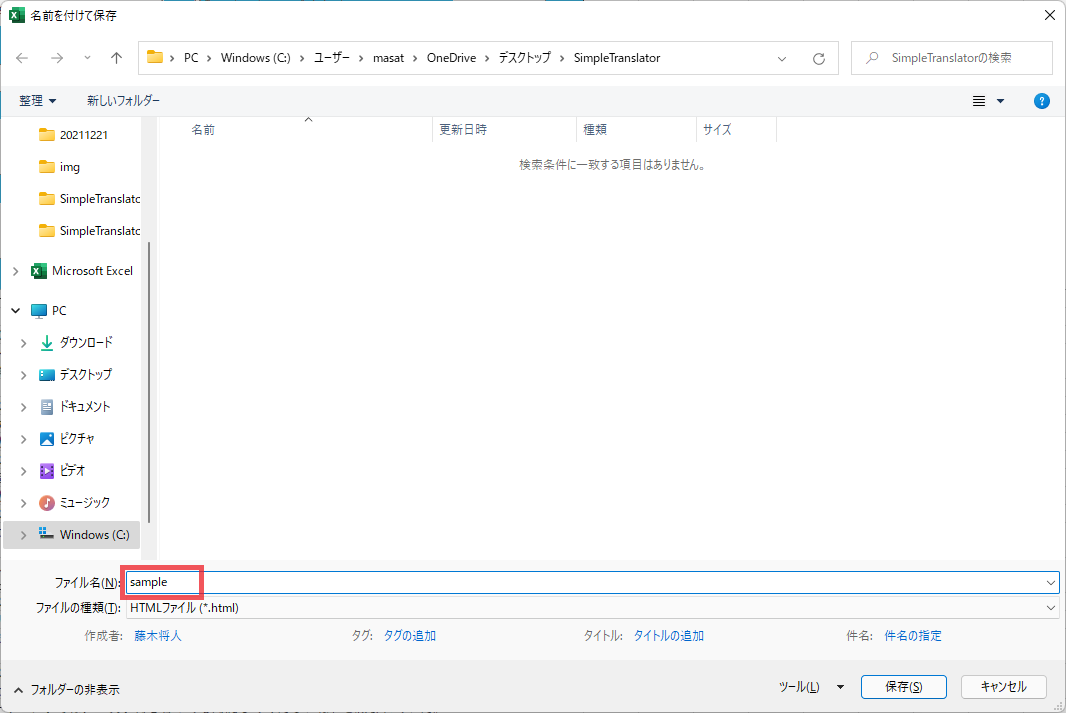 名前を付けて保存
PC › Windows (C:) › ユーザー › masat › OneDrive › デスクトップ › SimpleTranslator
SimpleTranslatorの検索
整理
新しいフォルダー
名前
更新日時
種類
サイズ
検索条件に一致する項目はありません。
20211221
img
SimpleTranslatc
SimpleTranslatc
Microsoft Excel
PC
ダウンロード
デスクトップ
ドキュメント
ピクチャ
ビデオ
ミュージック
Windows (C:)
ファイル名(N): sample
ファイルの種類(T): HTMLファイル (*.html)
作成者: 藤木将人
タグ: タグの追加
タイトル: タイトルの追加
件名: 件名の指定
フォルダーの非表示
ツール(L)
保存(S)
キャンセル